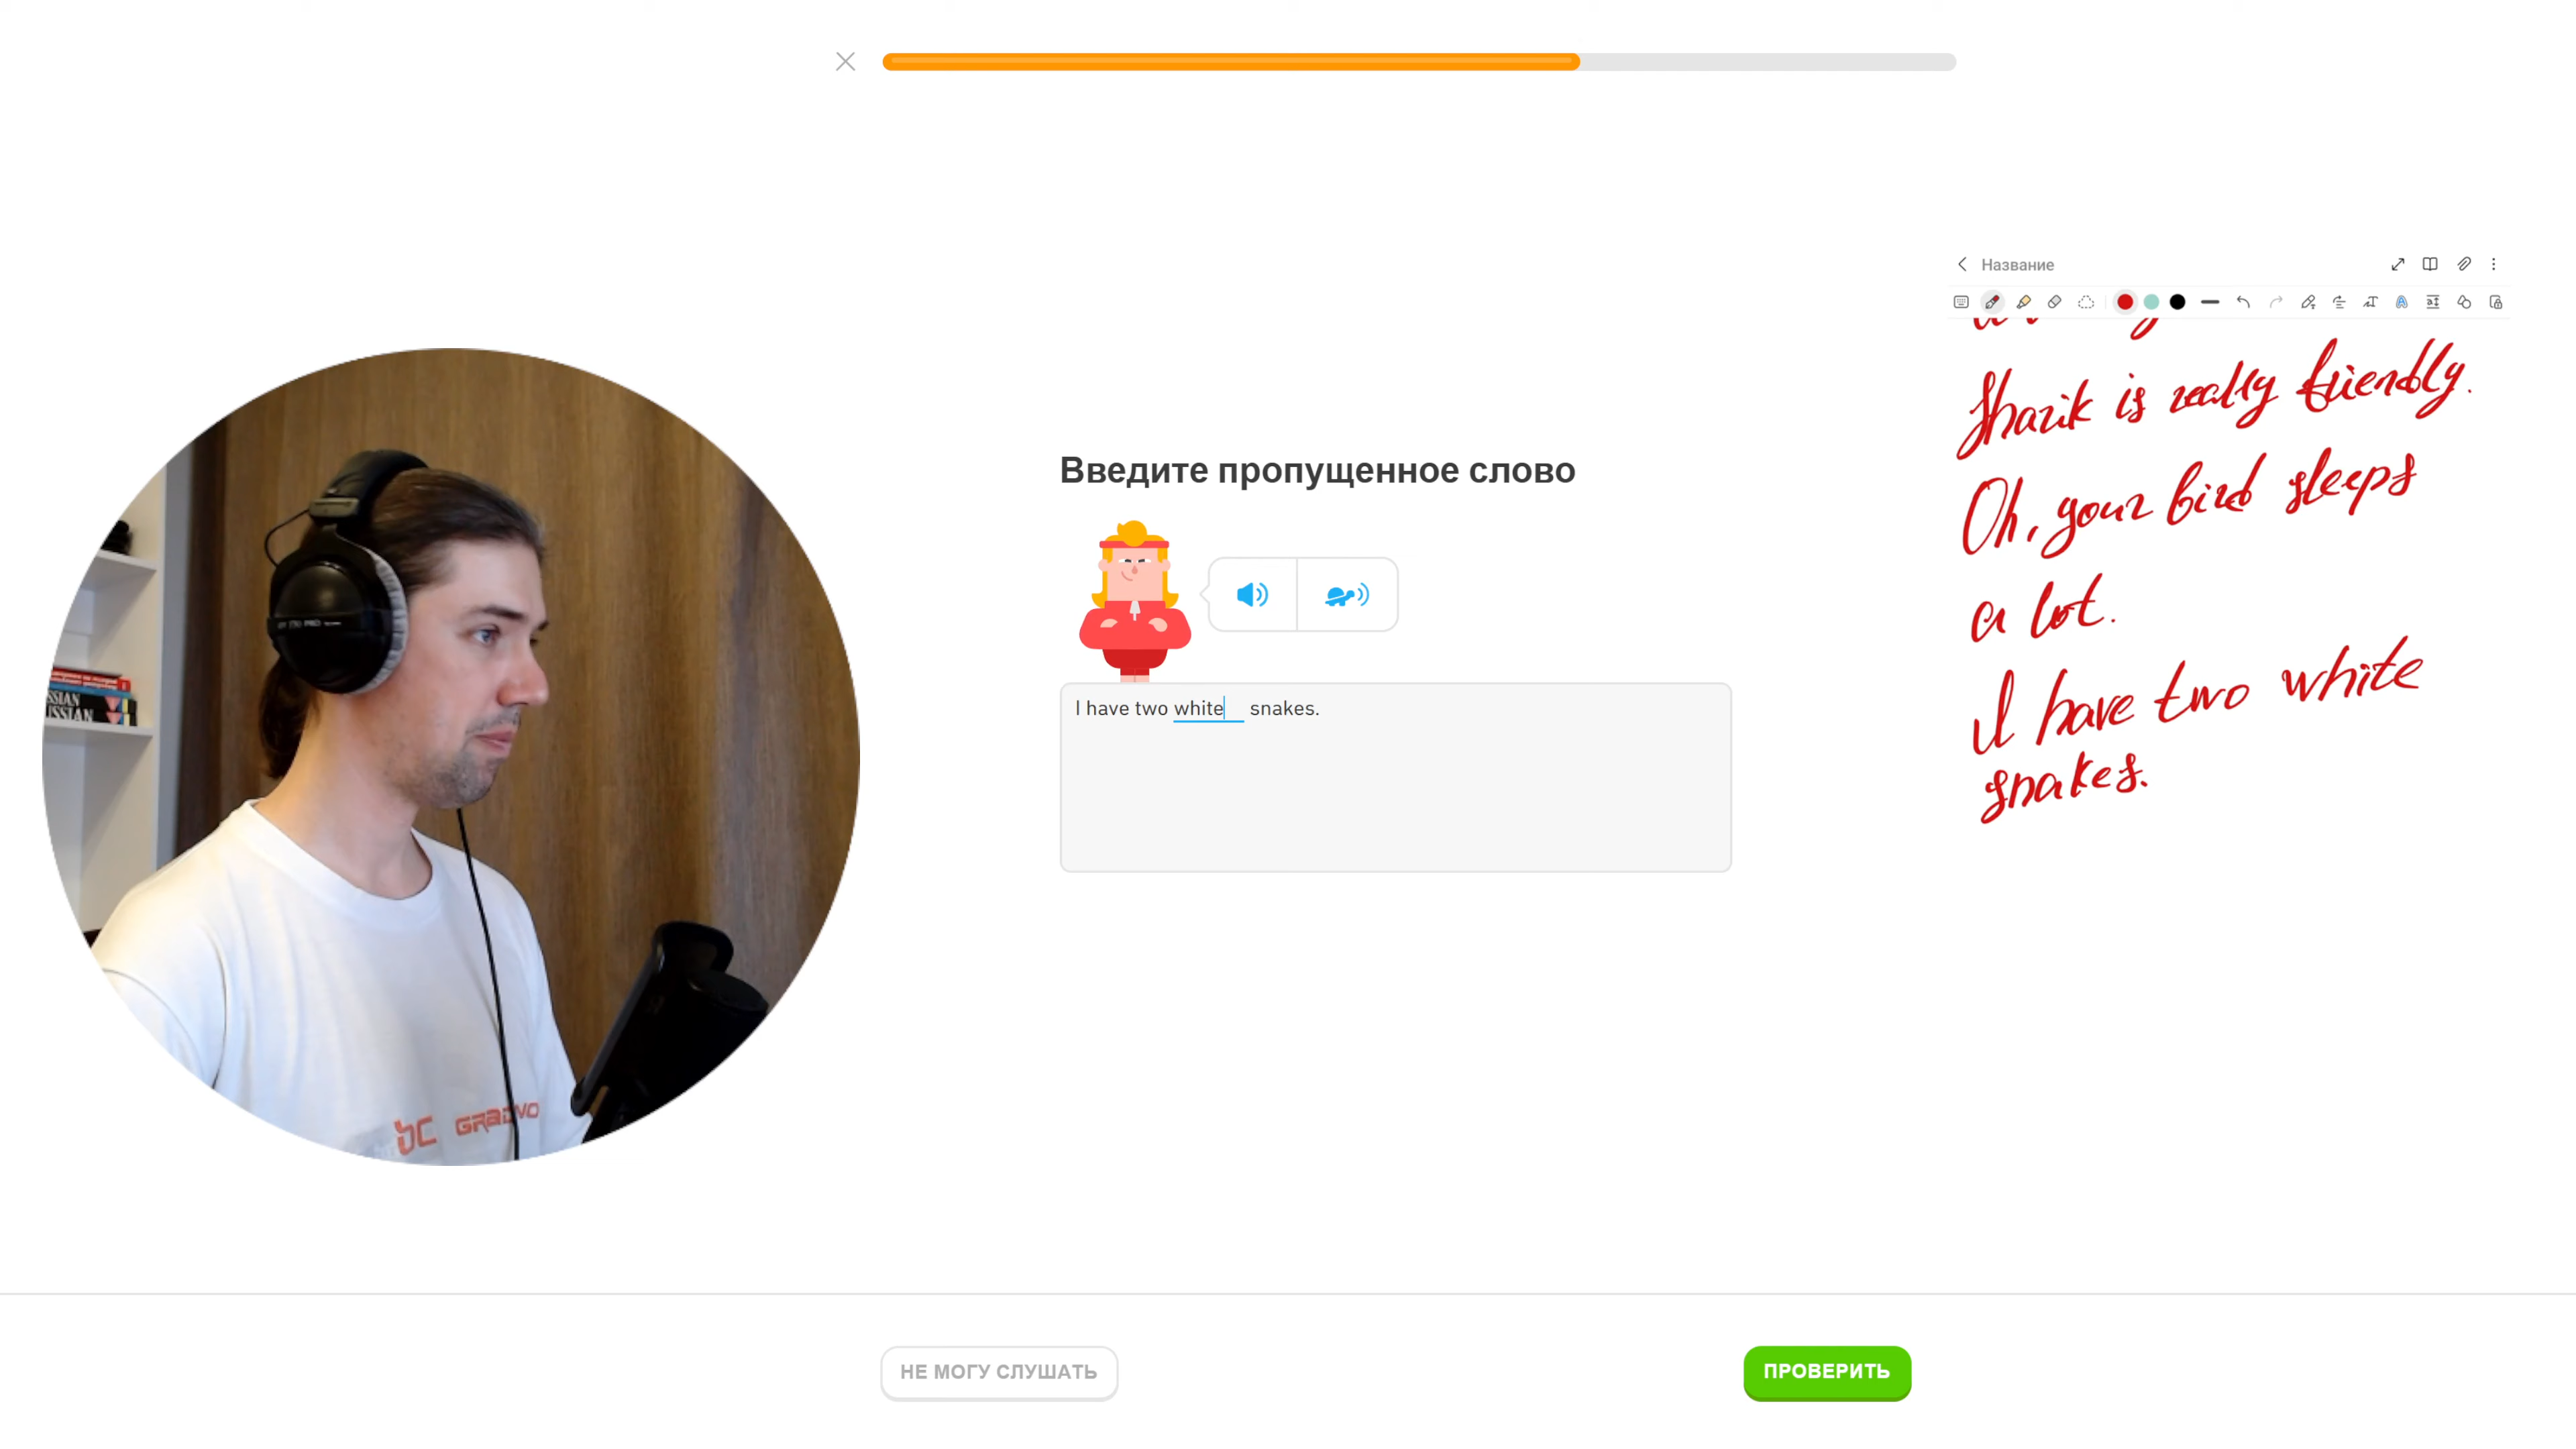 Название
Sharik is really friendly.
Oh, your bird sleeps
a lot.
I have two white
snakes.
Введите пропущенное слово
I have two white snakes.
НЕ МОГУ СЛУШАТЬ
ПРОВЕРИТЬ